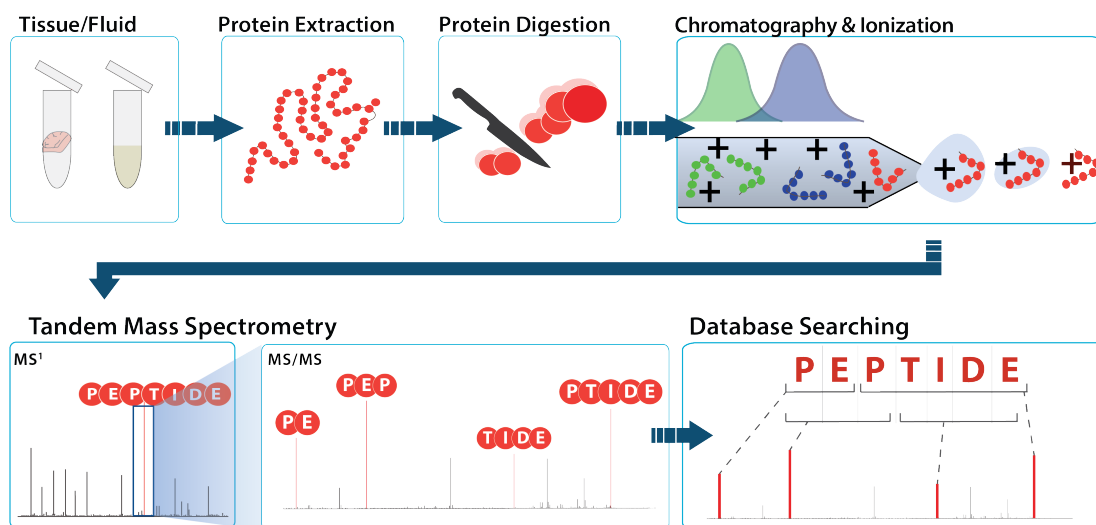 Tissue/Fluid
Protein Extraction
Protein Digestion
Chromatography & Ionization
+ + +
+ +
+ + +
Tandem Mass Spectrometry
MS¹
PEPTIDE
MS/MS
PE
PEP
TIDE
PTIDE
Database Searching
PEPTIDE